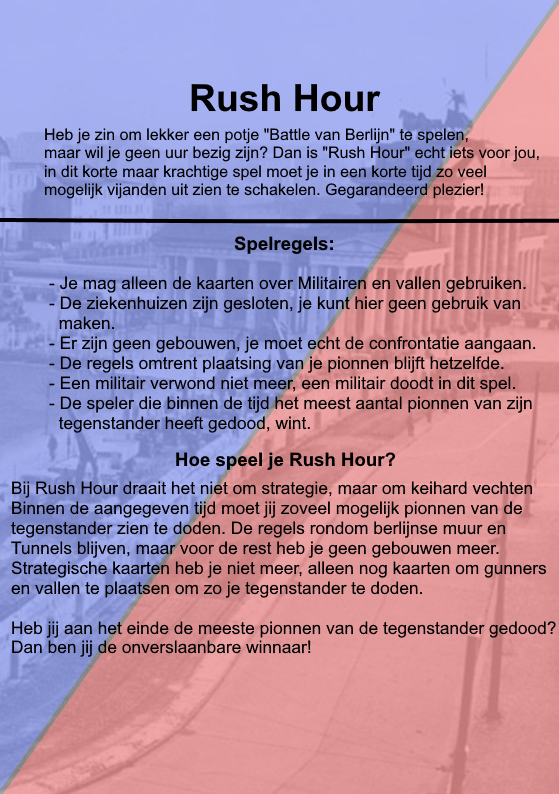 Rush Hour
Heb je zin om lekker een potje "Battle van Berlijn" te spelen,
maar wil je geen uur bezig zijn? Dan is "Rush Hour" echt iets voor jou,
in dit korte maar krachtige spel moet je in een korte tijd zo veel
mogelijk vijanden uit zien te schakelen. Gegarandeerd plezier!
Spelregels:
- Je mag alleen de kaarten over Militairen en vallen gebruiken.
- De ziekenhuizen zijn gesloten, je kunt hier geen gebruik van
maken.
- Er zijn geen gebouwen, je moet echt de confrontatie aangaan.
- De regels omtrent plaatsing van je pionnen blijft hetzelfde.
- Een militair verwond niet meer, een militair doodt in dit spel.
- De speler die binnen de tijd het meest aantal pionnen van zijn
tegenstander heeft gedood, wint.
Hoe speel je Rush Hour?
Bij Rush Hour draait het niet om strategie, maar om keihard vechten
Binnen de aangegeven tijd moet jij zoveel mogelijk pionnen van de
tegenstander zien te doden. De regels rondom berlijnse muur en
Tunnels blijven, maar voor de rest heb je geen gebouwen meer.
Strategische kaarten heb je niet meer, alleen nog kaarten om gunners
en vallen te plaatsen om zo je tegenstander te doden.
Heb jij aan het einde de meeste pionnen van de tegenstander gedood?
Dan ben jij de onverslaanbare winnaar!